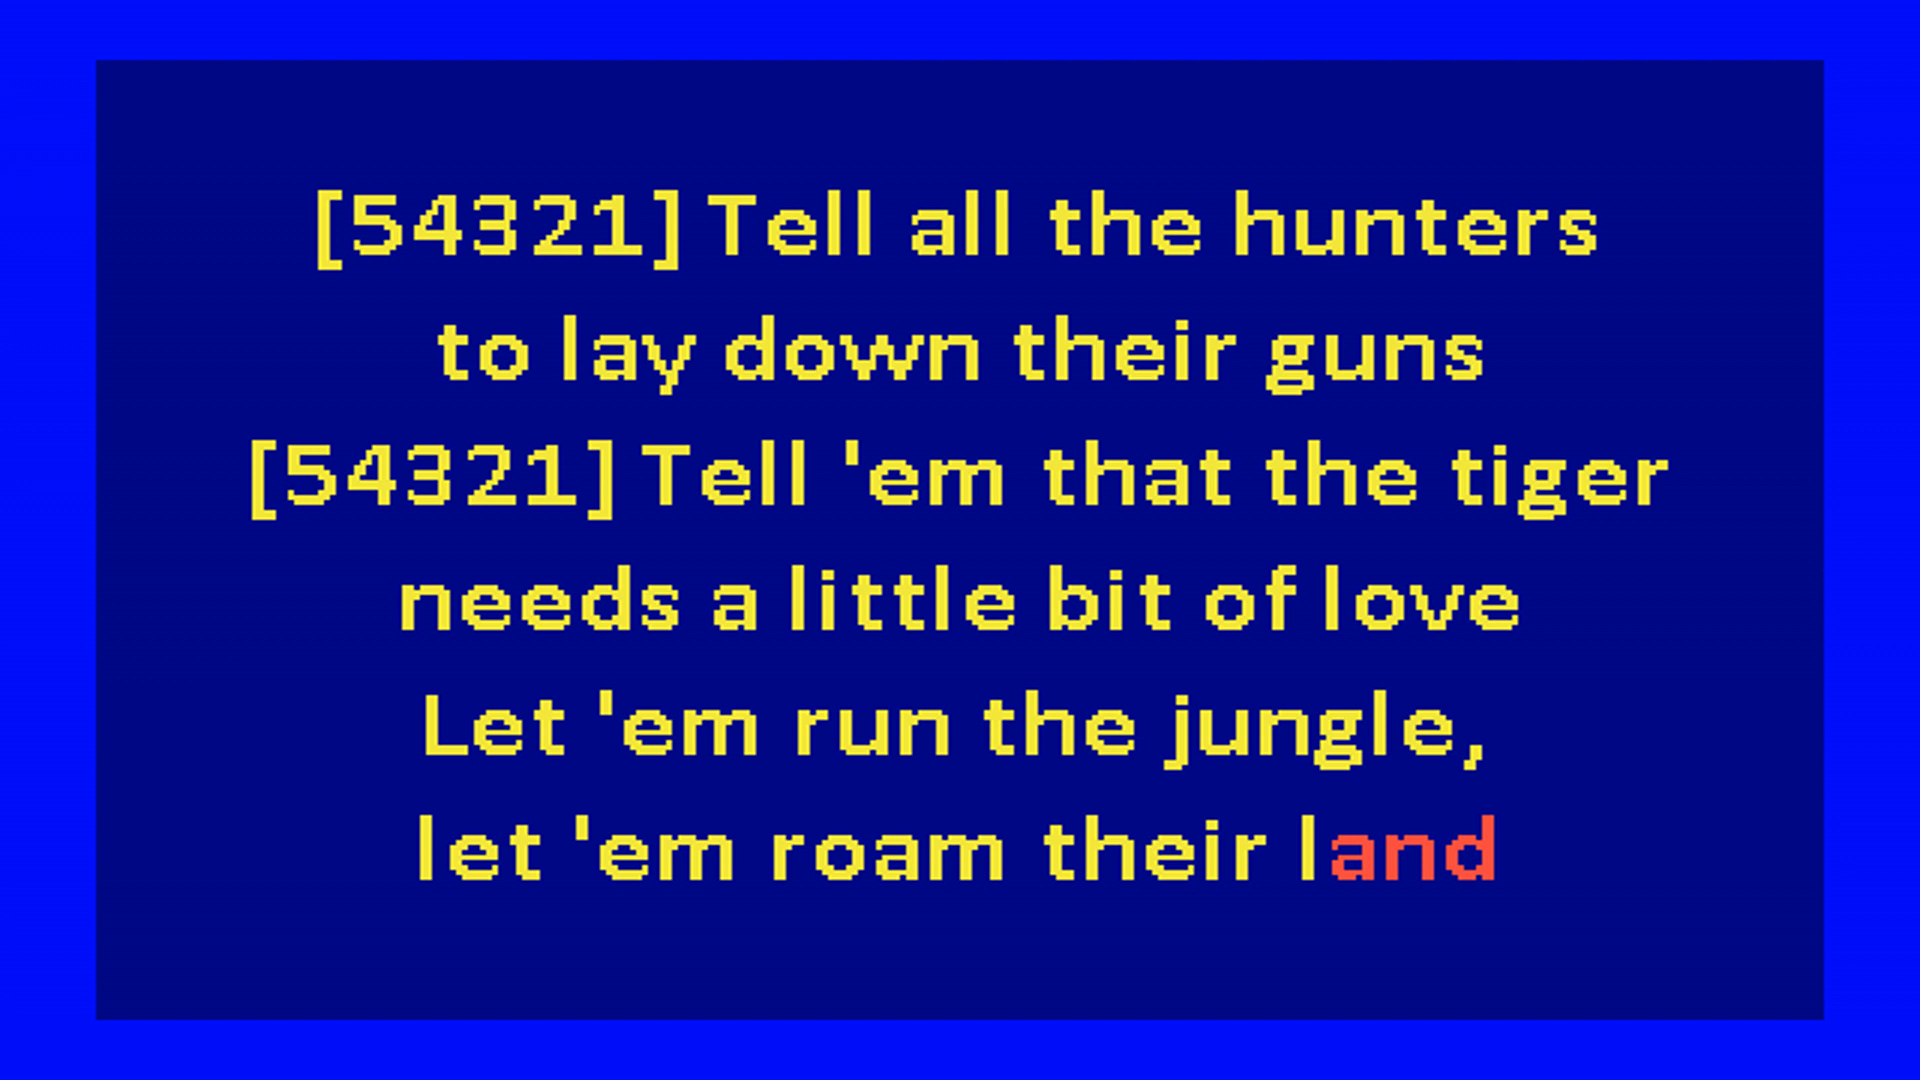 [54321] Tell all the hunters
to lay down their guns
[54321] Tell 'em that the tiger
needs a little bit of love
Let 'em run the jungle,
let 'em roam their land